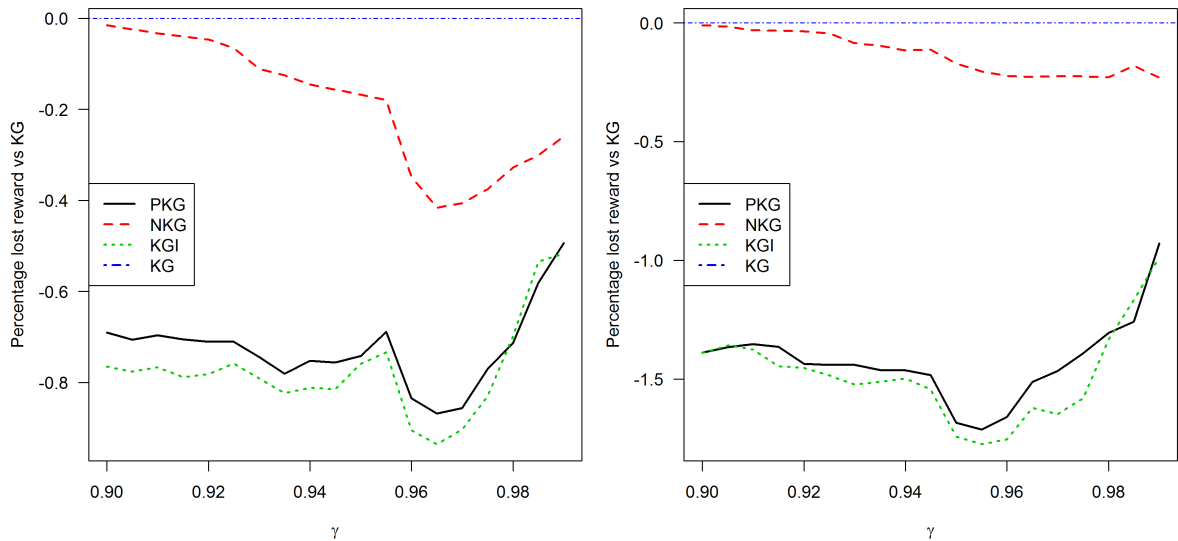 Percentage lost reward vs KG
0.0
-0.2
-0.4
-0.6
-0.8
PKG
NKG
KGI
KG
0.90
0.92
0.94
0.96
0.98
γ
Percentage lost reward vs KG
0.0
-0.5
-1.0
-1.5
PKG
NKG
KGI
KG
0.90
0.92
0.94
0.96
0.98
γ